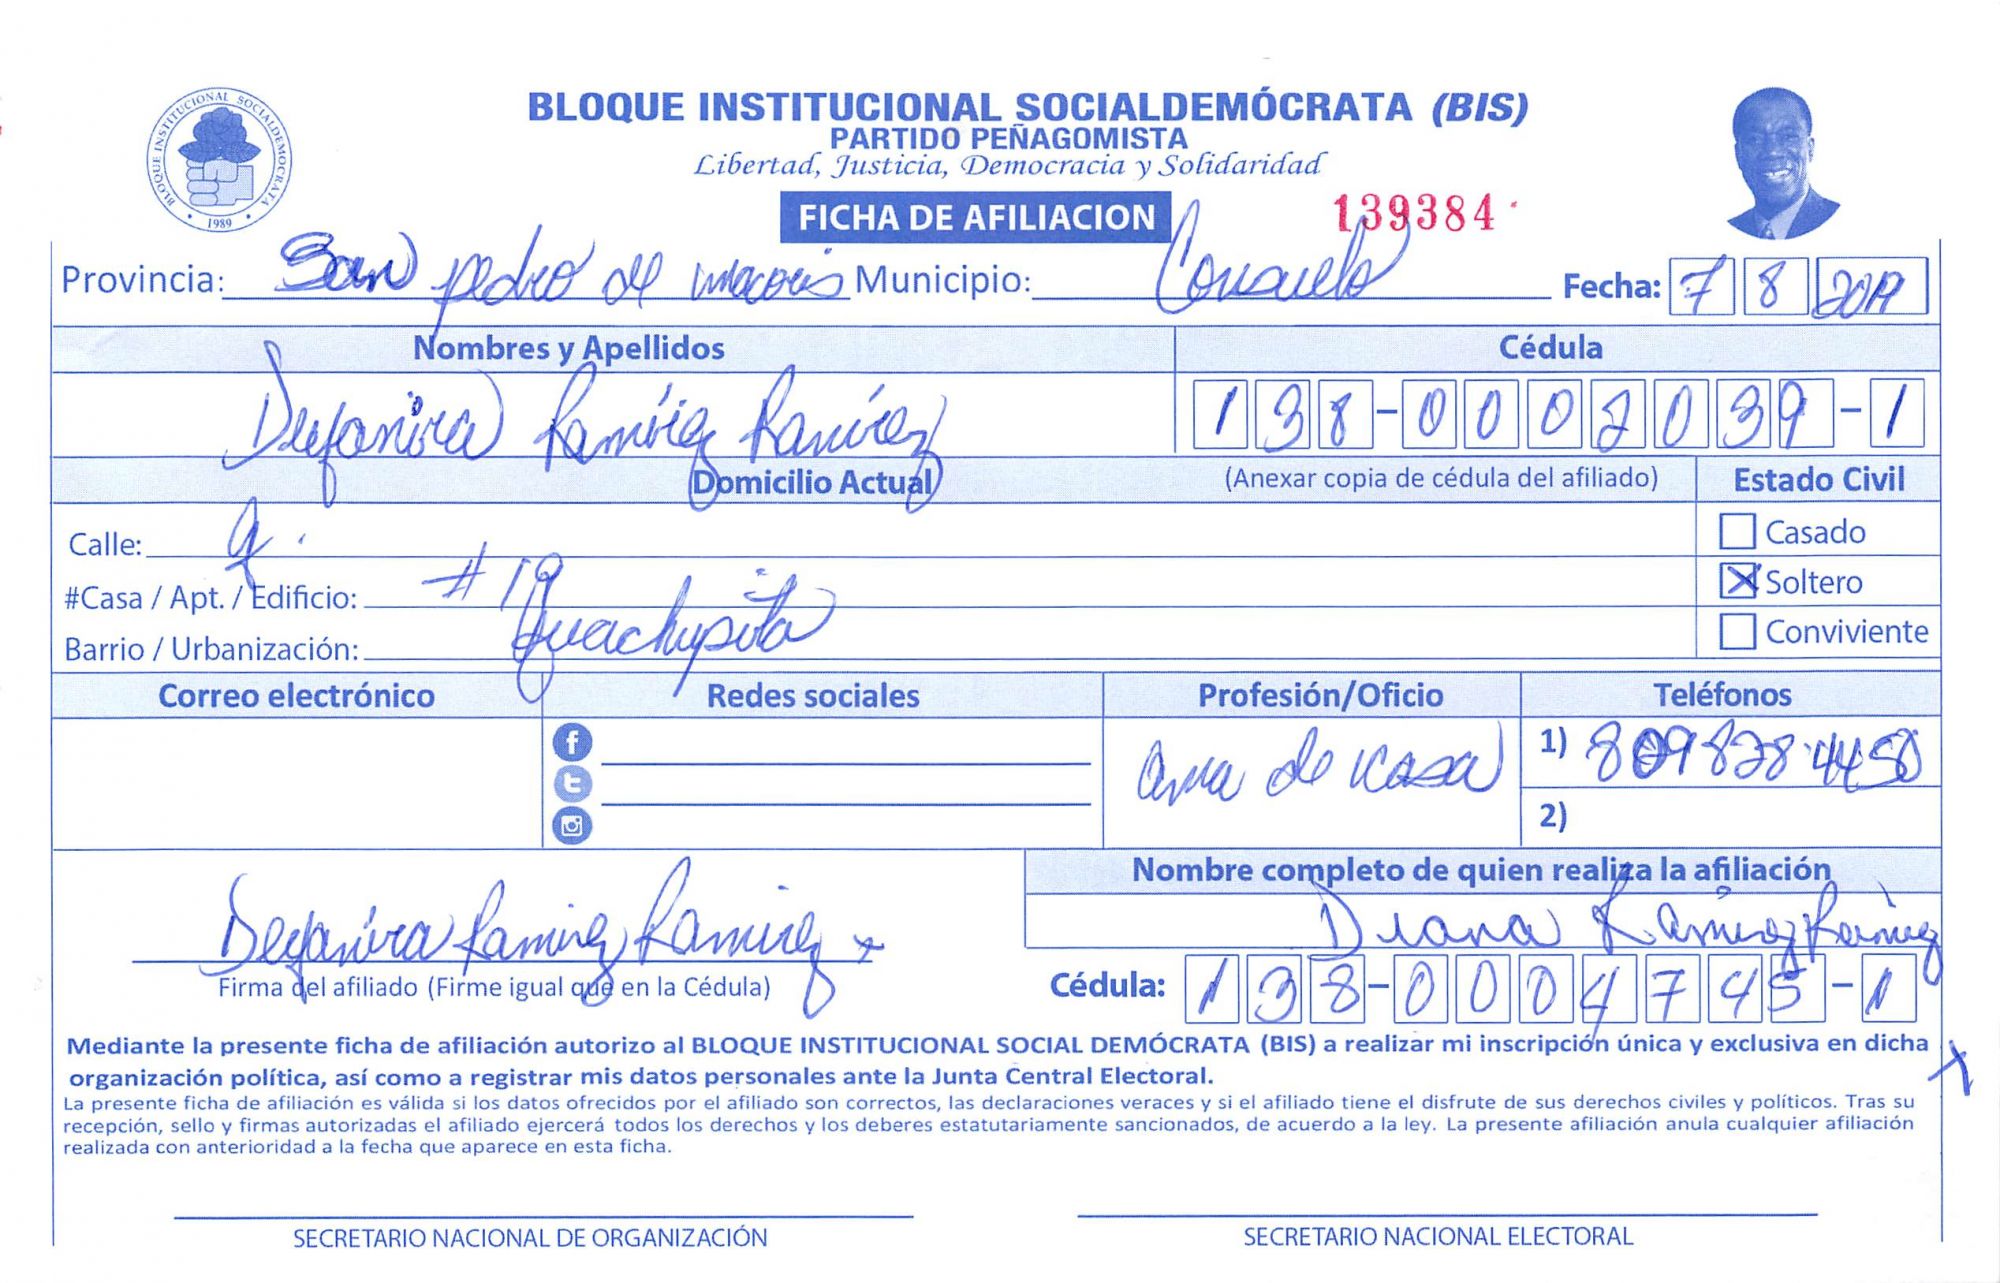 BLOQUE INSTITUCIONAL SOCIALDEMÓCRATA (BIS)
PARTIDO PEÑAGOMISTA
Libertad, Justicia, Democracia y Solidaridad
BLOQUE INSTITUCIONAL SOCIALDEMOCRATA
1989
FICHA DE AFILIACION 139384
Provincia: San pedro de macoris Municipio: Consuelo Fecha: 7 8 2019
Nombres y Apellidos Cédula
Deyanira Ramírez Ramírez 138-0002039-1
Domicilio Actual (Anexar copia de cédula del afiliado) Estado Civil
Calle: 9. Casado
#Casa / Apt. / Edificio: #19 X Soltero
Barrio / Urbanización: Guachupita Conviviente
Correo electrónico Redes sociales Profesión/Oficio Teléfonos
ama de casa 1) 809 828 4450
2)
Nombre completo de quien realiza la afiliación
Deyanira Ramirez Ramirez x Diana Ramirez Ramirez
Firma del afiliado (Firme igual que en la Cédula) Cédula: 138-0004745-1
Mediante la presente ficha de afiliación autorizo al BLOQUE INSTITUCIONAL SOCIAL DEMÓCRATA (BIS) a realizar mi inscripción única y exclusiva en dicha
organización política, así como a registrar mis datos personales ante la Junta Central Electoral.
La presente ficha de afiliación es válida si los datos ofrecidos por el afiliado son correctos, las declaraciones veraces y si el afiliado tiene el disfrute de sus derechos civiles y políticos. Tras su
recepción, sello y firmas autorizadas el afiliado ejercerá todos los derechos y los deberes estatutariamente sancionados, de acuerdo a la ley. La presente afiliación anula cualquier afiliación
realizada con anterioridad a la fecha que aparece en esta ficha.
SECRETARIO NACIONAL DE ORGANIZACIÓN SECRETARIO NACIONAL ELECTORAL